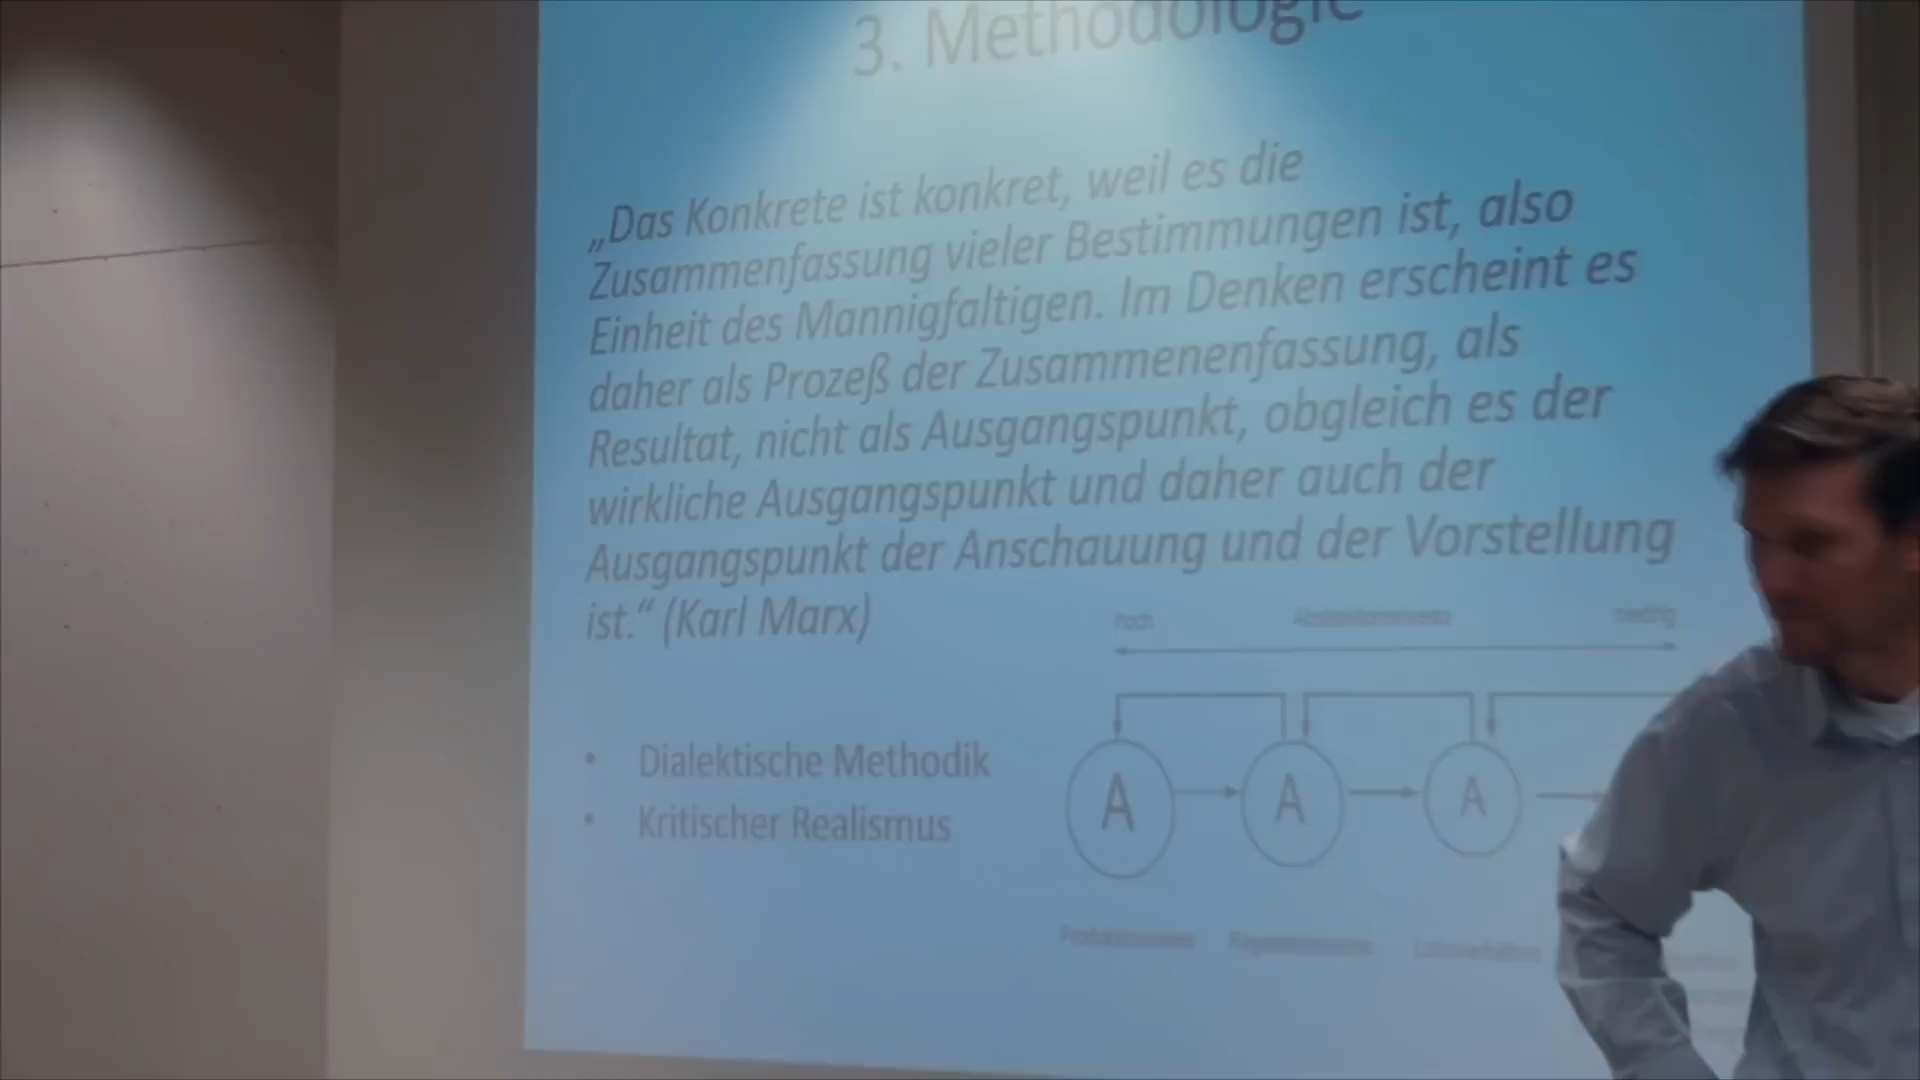 3. Methodologie
„Das Konkrete ist konkret, weil es die
Zusammenfassung vieler Bestimmungen ist, also
Einheit des Mannigfaltigen. Im Denken erscheint es
daher als Prozeß der Zusammenenfassung, als
Resultat, nicht als Ausgangspunkt, obgleich es der
wirkliche Ausgangspunkt und daher auch der
Ausgangspunkt der Anschauung und der Vorstellung
ist.“ (Karl Marx)
hoch niedrig
• Dialektische Methodik
• Kritischer Realismus
A A A